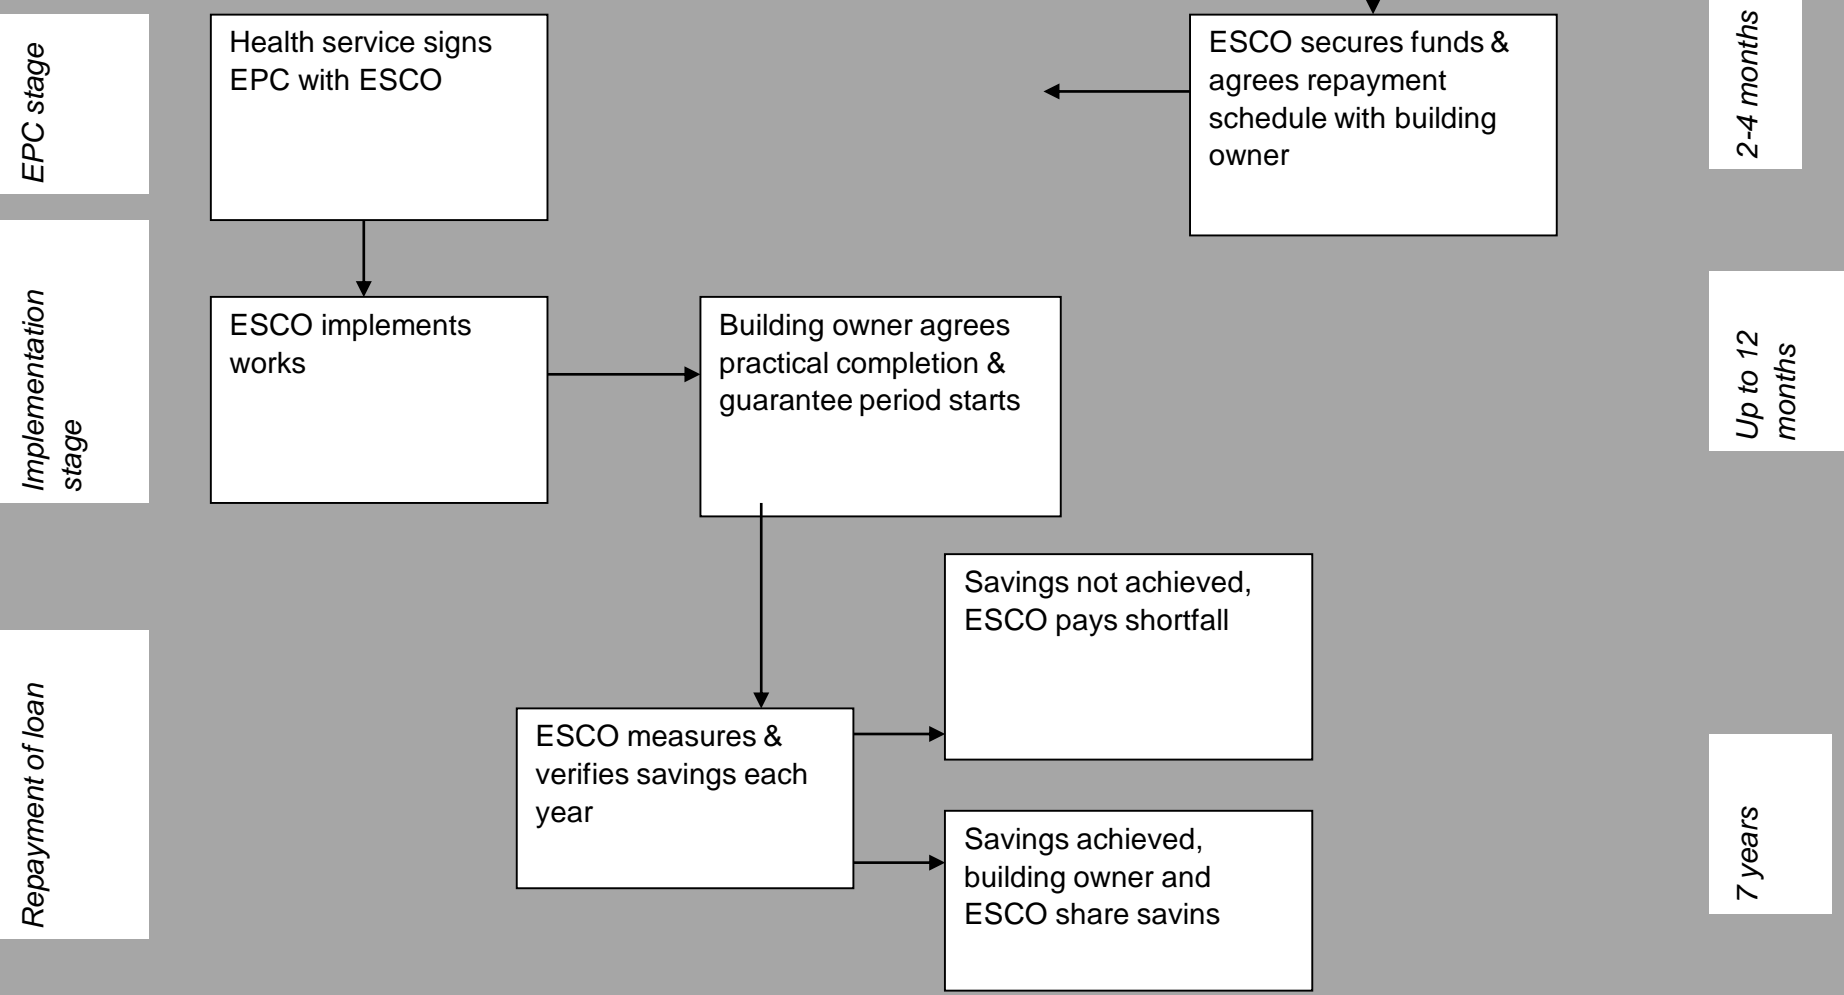 EPC stage
Health service signs
EPC with ESCO
ESCO secures funds &
agrees repayment
schedule with building
owner
2-4 months
Implementation
stage
ESCO implements
works
Building owner agrees
practical completion &
guarantee period starts
Up to 12
months
Repayment of loan
ESCO measures &
verifies savings each
year
Savings not achieved,
ESCO pays shortfall
Savings achieved,
building owner and
ESCO share savins
7 years